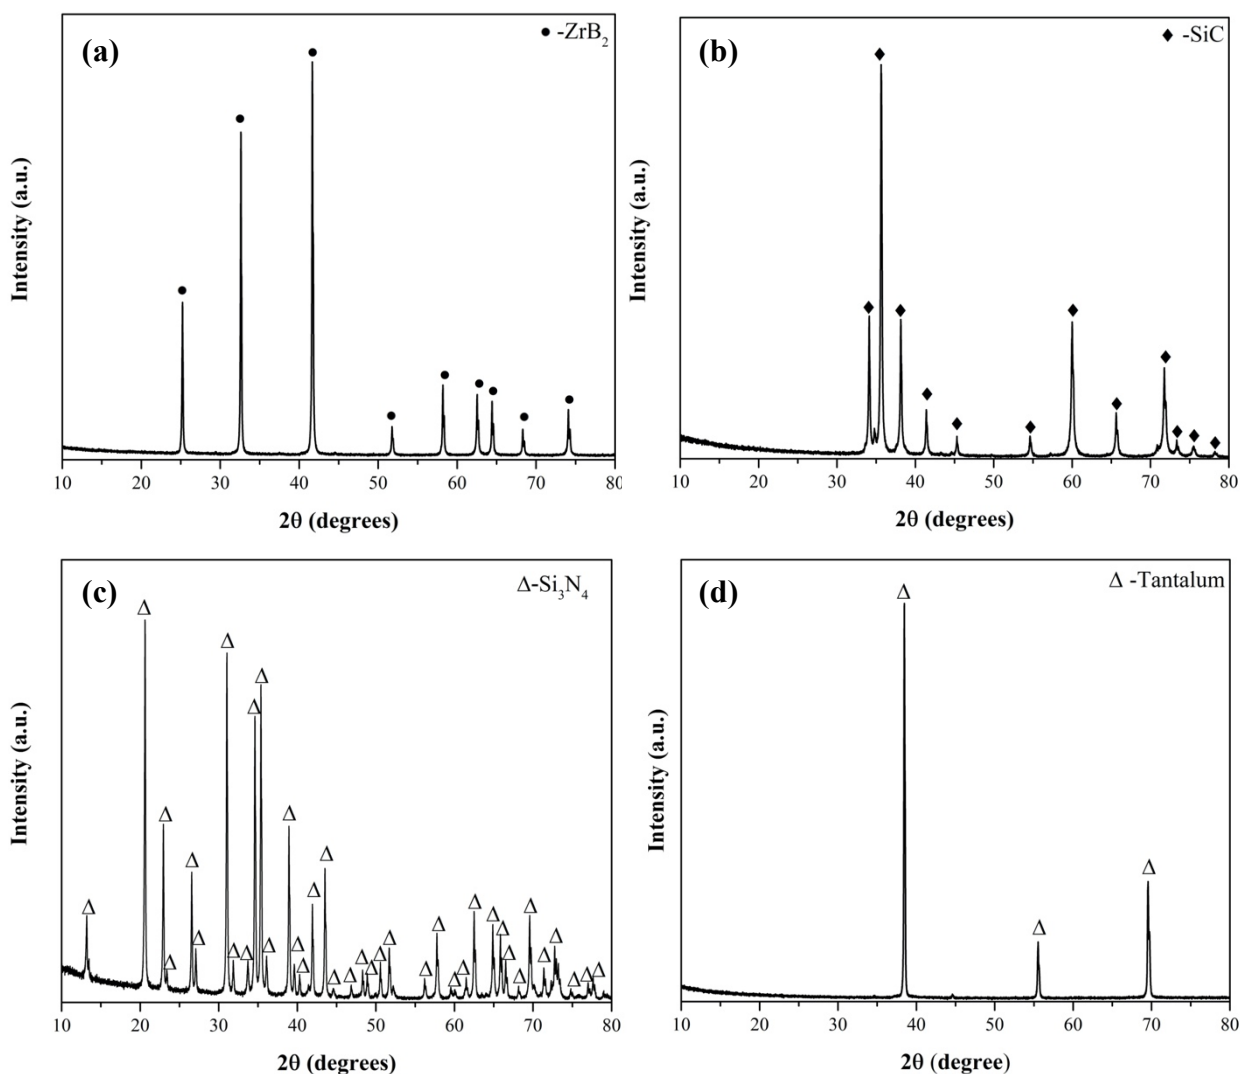 (a)
● -ZrB₂
Intensity (a.u.)
10 20 30 40 50 60 70 80
2θ (degrees)
(b)
◆ -SiC
Intensity (a.u.)
10 20 30 40 50 60 70 80
2θ (degrees)
(c)
Δ-Si₃N₄
Intensity (a.u.)
10 20 30 40 50 60 70 80
2θ (degrees)
(d)
Δ -Tantalum
Intensity (a.u.)
10 20 30 40 50 60 70 80
2θ (degree)